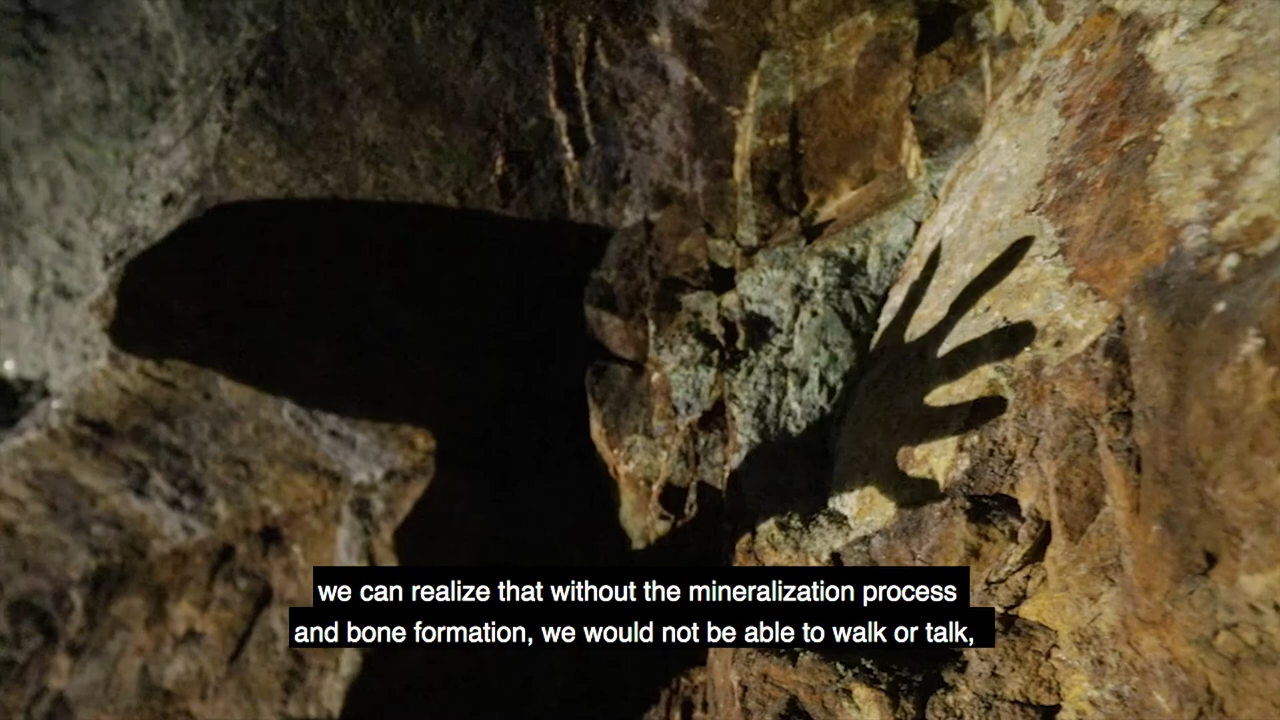 we can realize that without the mineralization process
and bone formation, we would not be able to walk or talk,